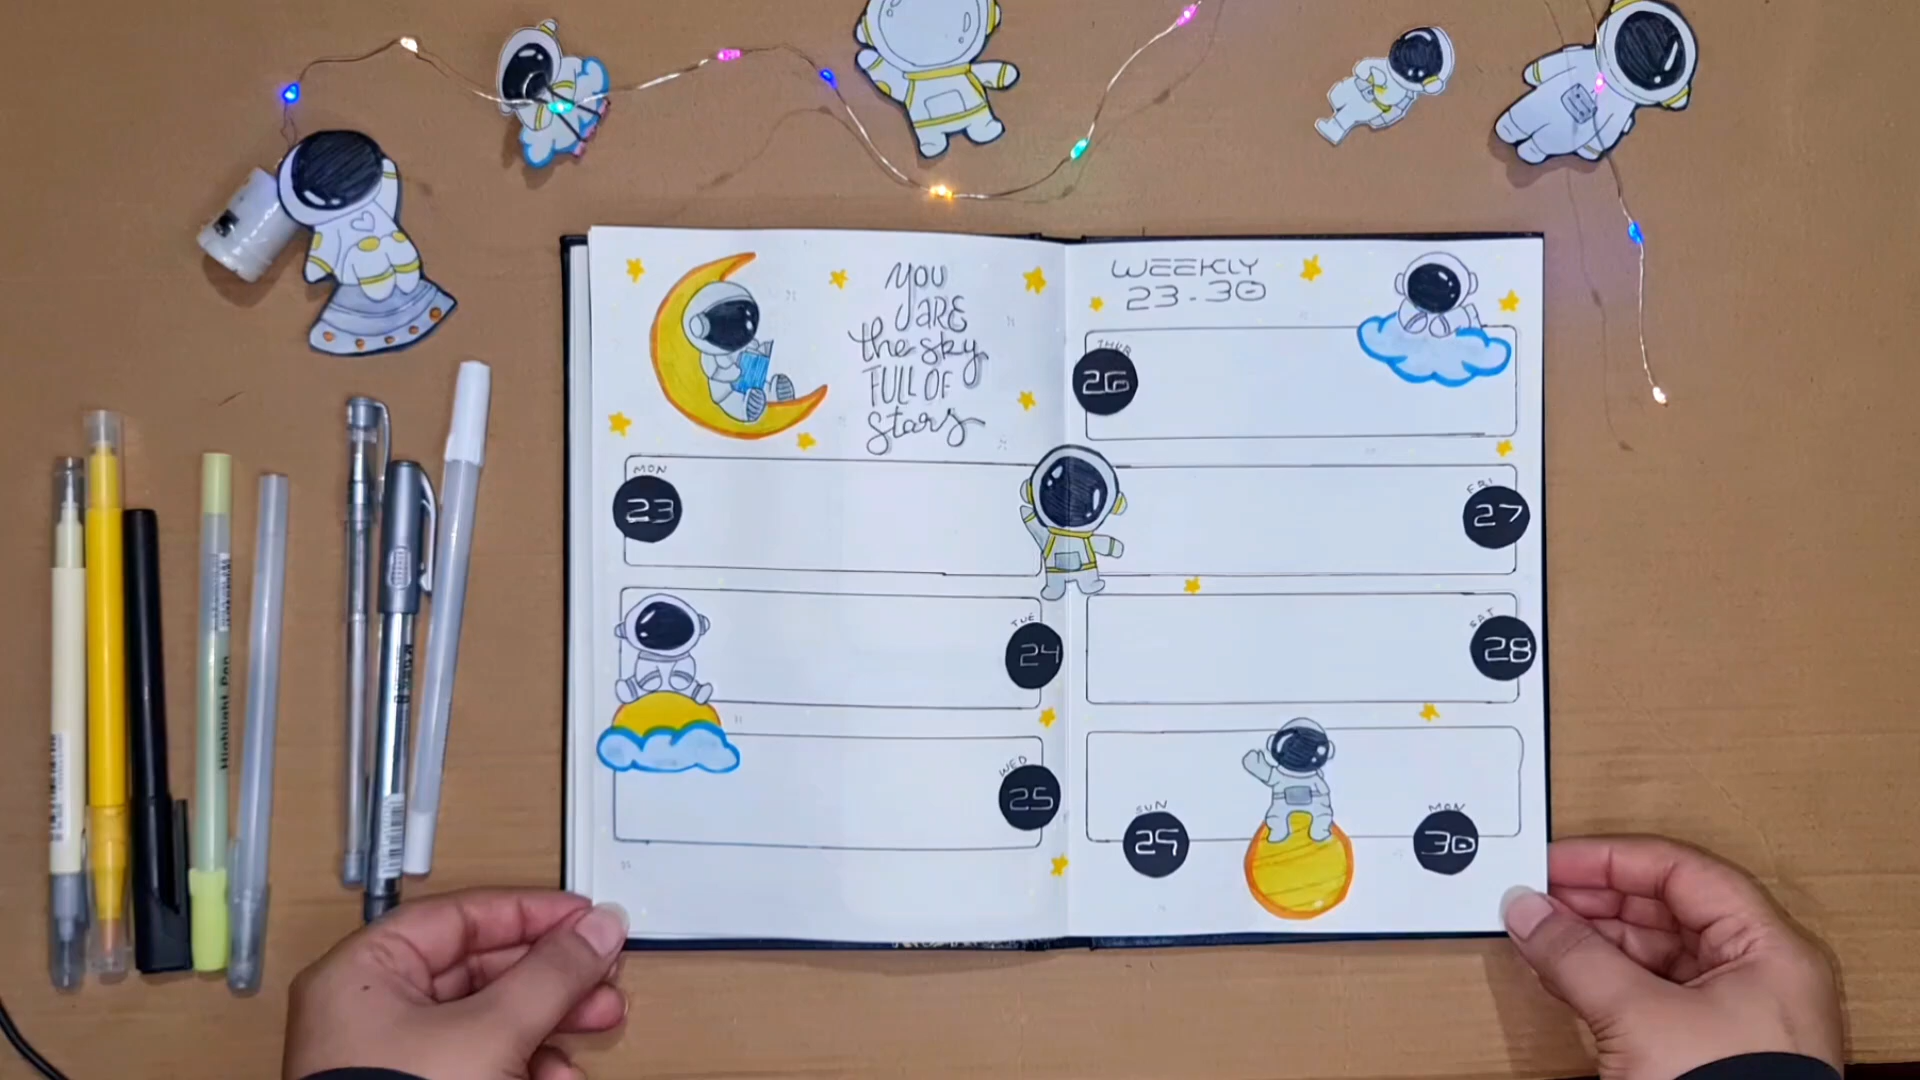 YOU
ARE
the sky
FULL OF
stars
MON
23
TUE
24
WED
25
WEEKLY
23-30
THUR
26
FRI
27
SAT
28
SUN
29
MON
30
Highlight Pen